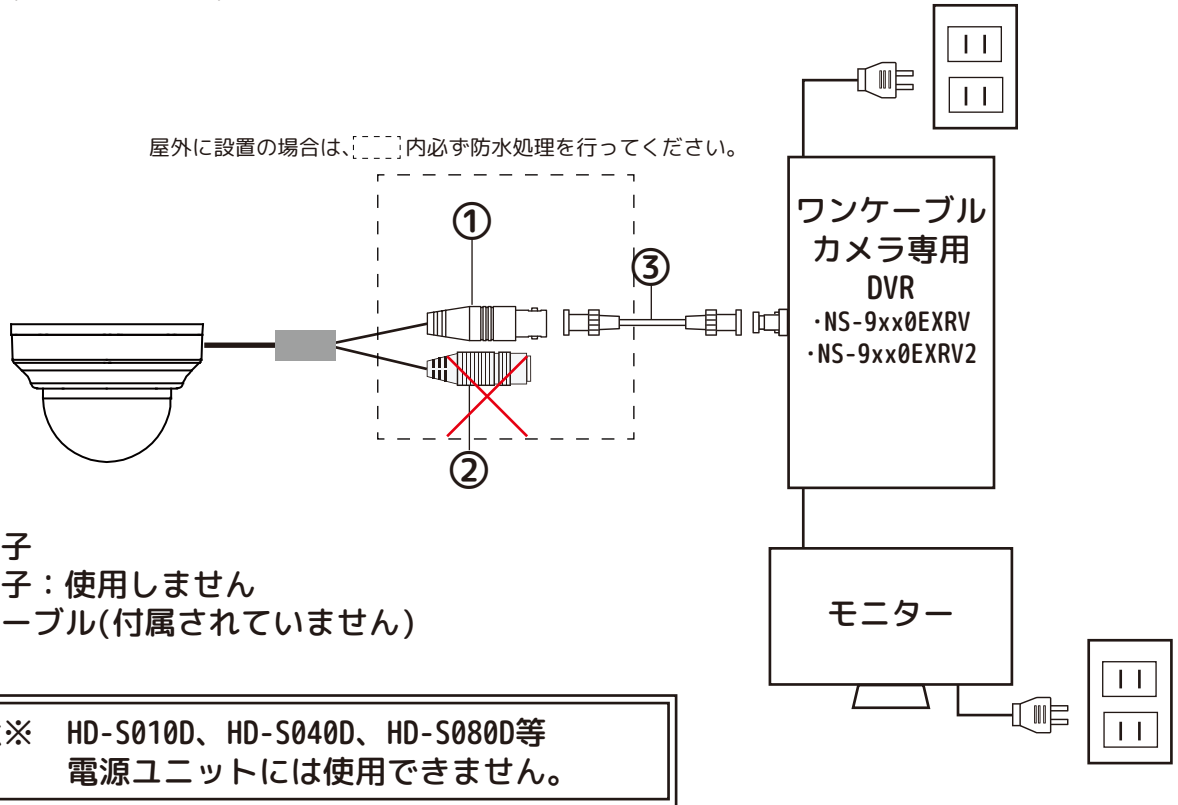 屋外に設置の場合は、 内必ず防水処理を行ってください。
①
③
②
ワンケーブル
カメラ専用
DVR
・NS-9xx0EXRV
・NS-9xx0EXRV2
子
子：使用しません
ーブル(付属されていません)
モニター
※ HD-S010D、HD-S040D、HD-S080D等
電源ユニットには使用できません。